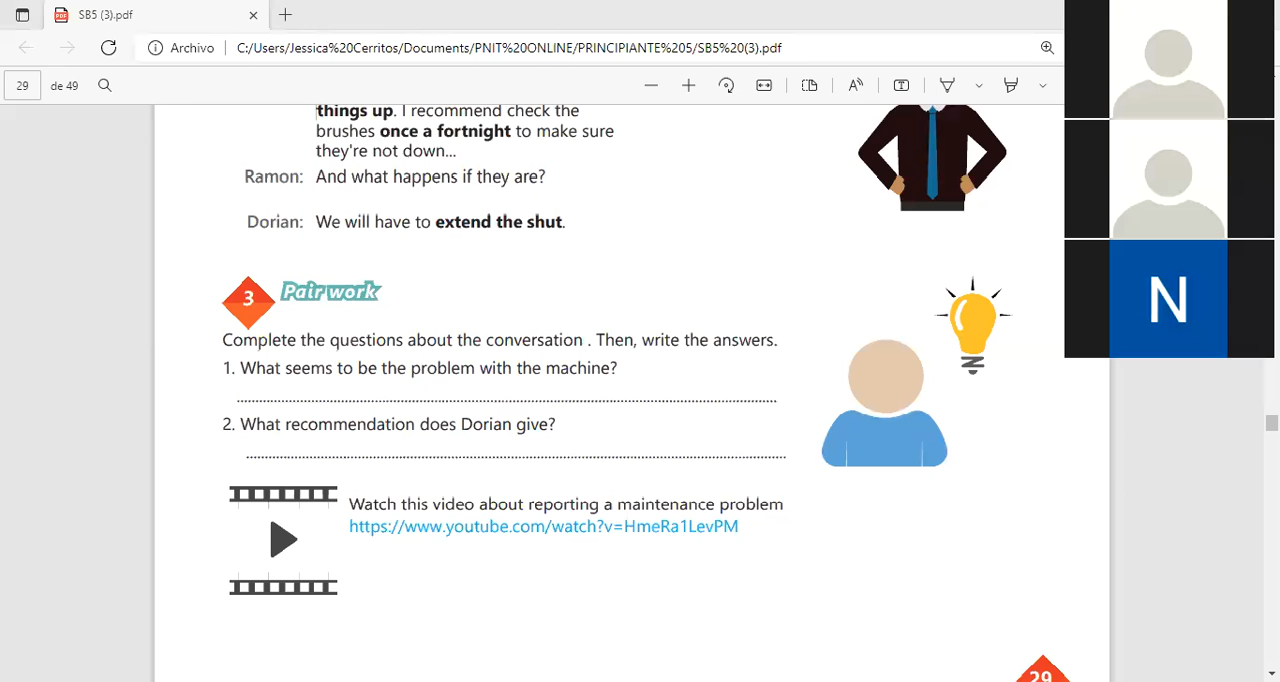 SB5 (3).pdf
Archivo
C:/Users/Jessica%20Cerritos/Documents/PNIT%20ONLINE/PRINCIPIANTE%205/SB5%20(3).pdf
29 de 49
things up. I recommend check the
brushes once a fortnight to make sure
they're not down...
Ramon: And what happens if they are?
Dorian: We will have to extend the shut.
3 Pair work
Complete the questions about the conversation . Then, write the answers.
1. What seems to be the problem with the machine?
2. What recommendation does Dorian give?
Watch this video about reporting a maintenance problem
https://www.youtube.com/watch?v=HmeRa1LevPM
29
N